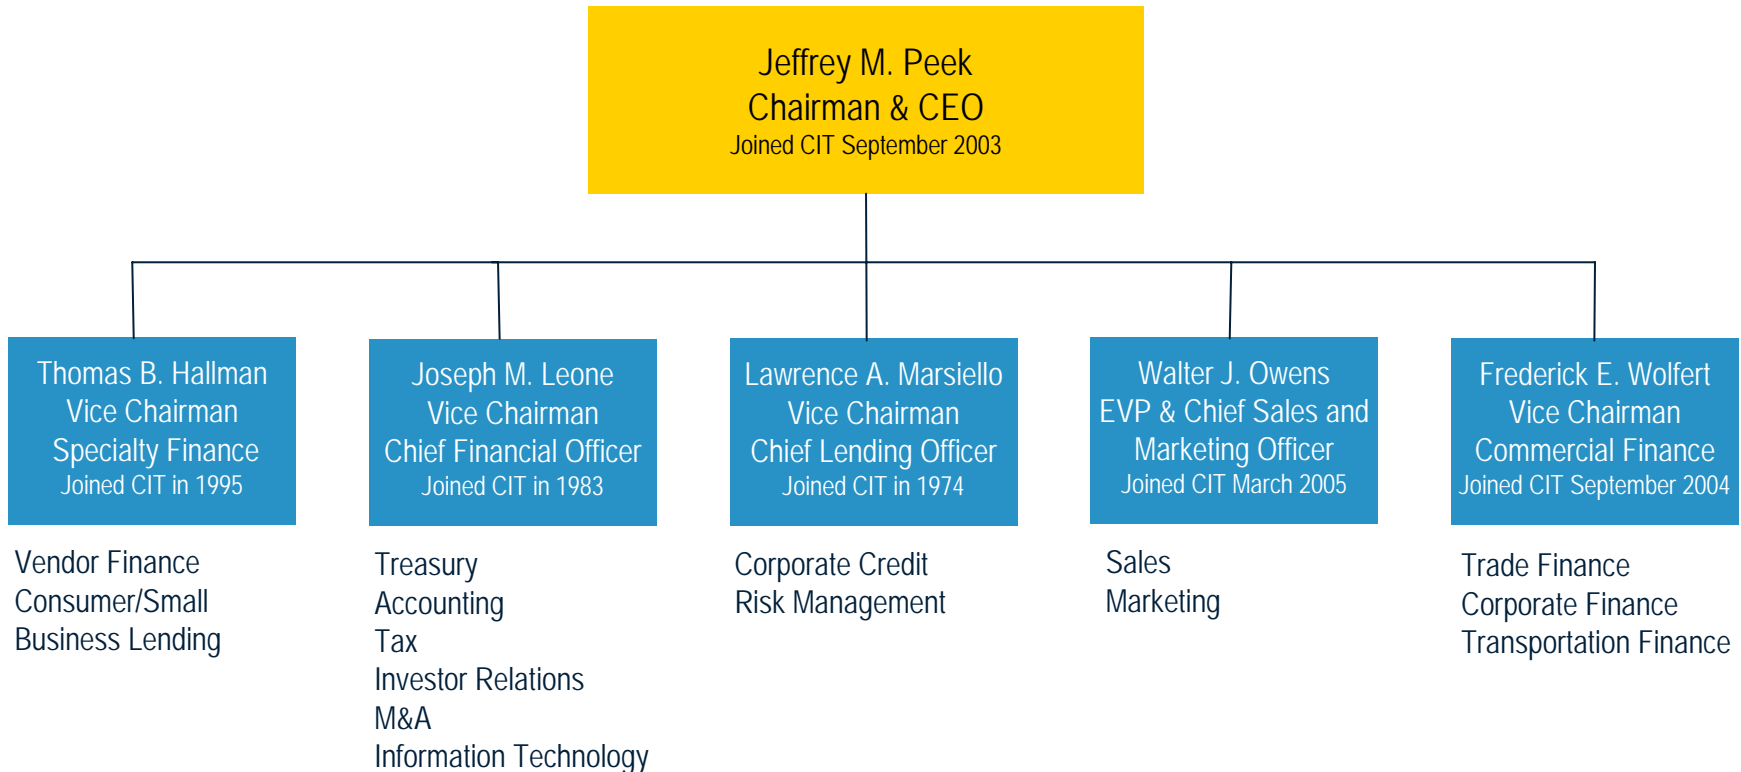 Jeffrey M. Peek
Chairman & CEO
Joined CIT September 2003
Thomas B. Hallman
Vice Chairman
Specialty Finance
Joined CIT in 1995
Vendor Finance
Consumer/Small
Business Lending
Joseph M. Leone
Vice Chairman
Chief Financial Officer
Joined CIT in 1983
Treasury
Accounting
Tax
Investor Relations
M&A
Information Technology
Lawrence A. Marsiello
Vice Chairman
Chief Lending Officer
Joined CIT in 1974
Corporate Credit
Risk Management
Walter J. Owens
EVP & Chief Sales and
Marketing Officer
Joined CIT March 2005
Sales
Marketing
Frederick E. Wolfert
Vice Chairman
Commercial Finance
Joined CIT September 2004
Trade Finance
Corporate Finance
Transportation Finance